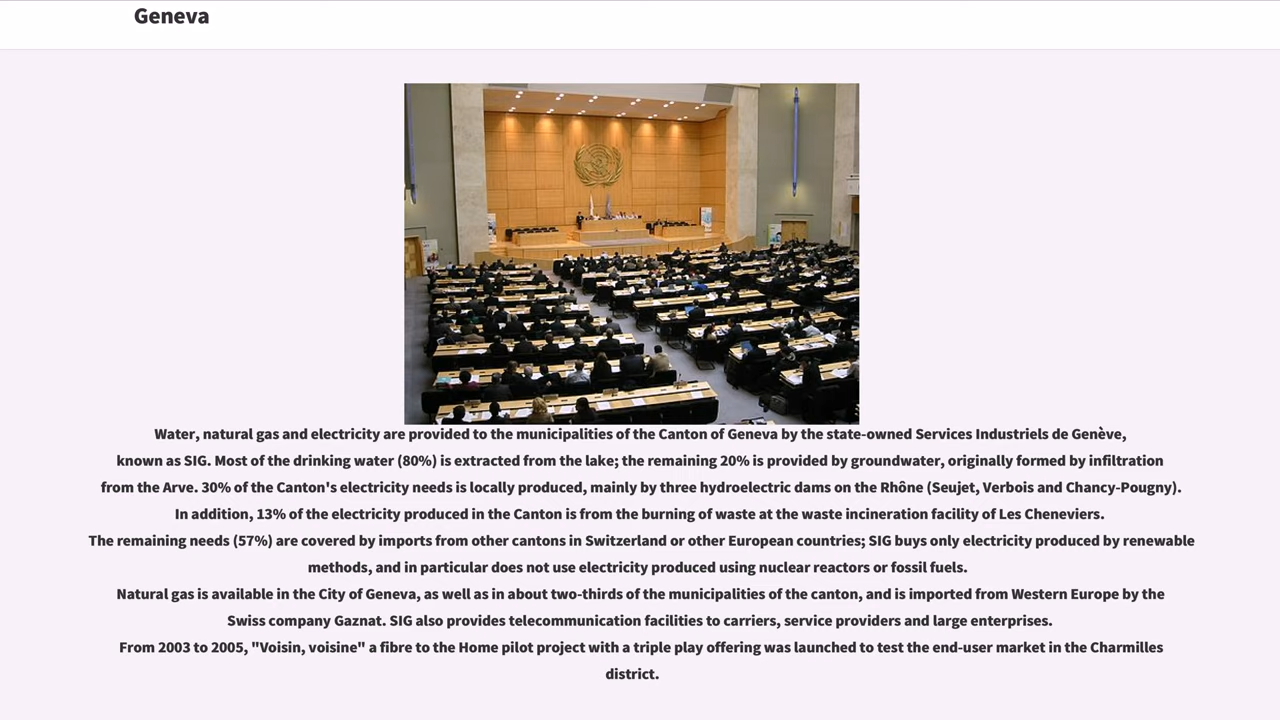 Geneva
Water, natural gas and electricity are provided to the municipalities of the Canton of Geneva by the state-owned Services Industriels de Genève,
known as SIG. Most of the drinking water (80%) is extracted from the lake; the remaining 20% is provided by groundwater, originally formed by infiltration
from the Arve. 30% of the Canton's electricity needs is locally produced, mainly by three hydroelectric dams on the Rhône (Seujet, Verbois and Chancy-Pougny).
In addition, 13% of the electricity produced in the Canton is from the burning of waste at the waste incineration facility of Les Cheneviers.
The remaining needs (57%) are covered by imports from other cantons in Switzerland or other European countries; SIG buys only electricity produced by renewable
methods, and in particular does not use electricity produced using nuclear reactors or fossil fuels.
Natural gas is available in the City of Geneva, as well as in about two-thirds of the municipalities of the canton, and is imported from Western Europe by the
Swiss company Gaznat. SIG also provides telecommunication facilities to carriers, service providers and large enterprises.
From 2003 to 2005, "Voisin, voisine" a fibre to the Home pilot project with a triple play offering was launched to test the end-user market in the Charmilles
district.